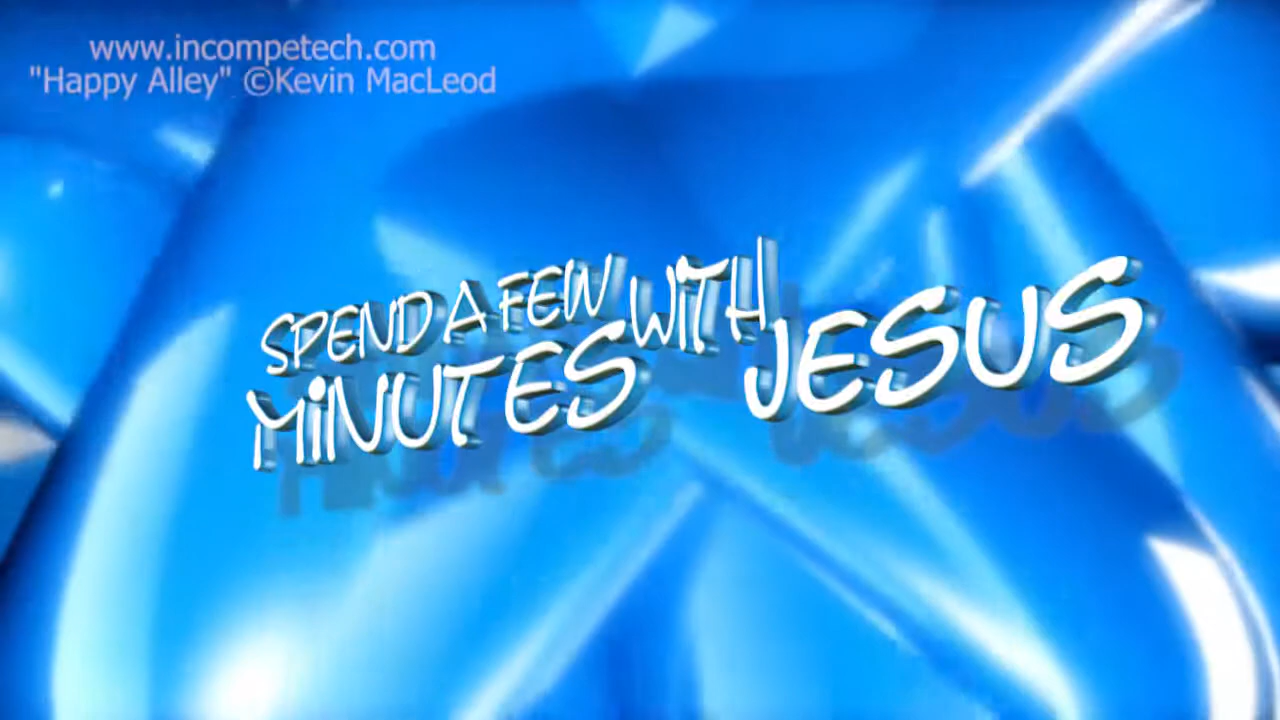 www.incompetech.com
"Happy Alley" ©Kevin MacLeod
SPEND A FEW
MiNUTES WiTH
JESUS